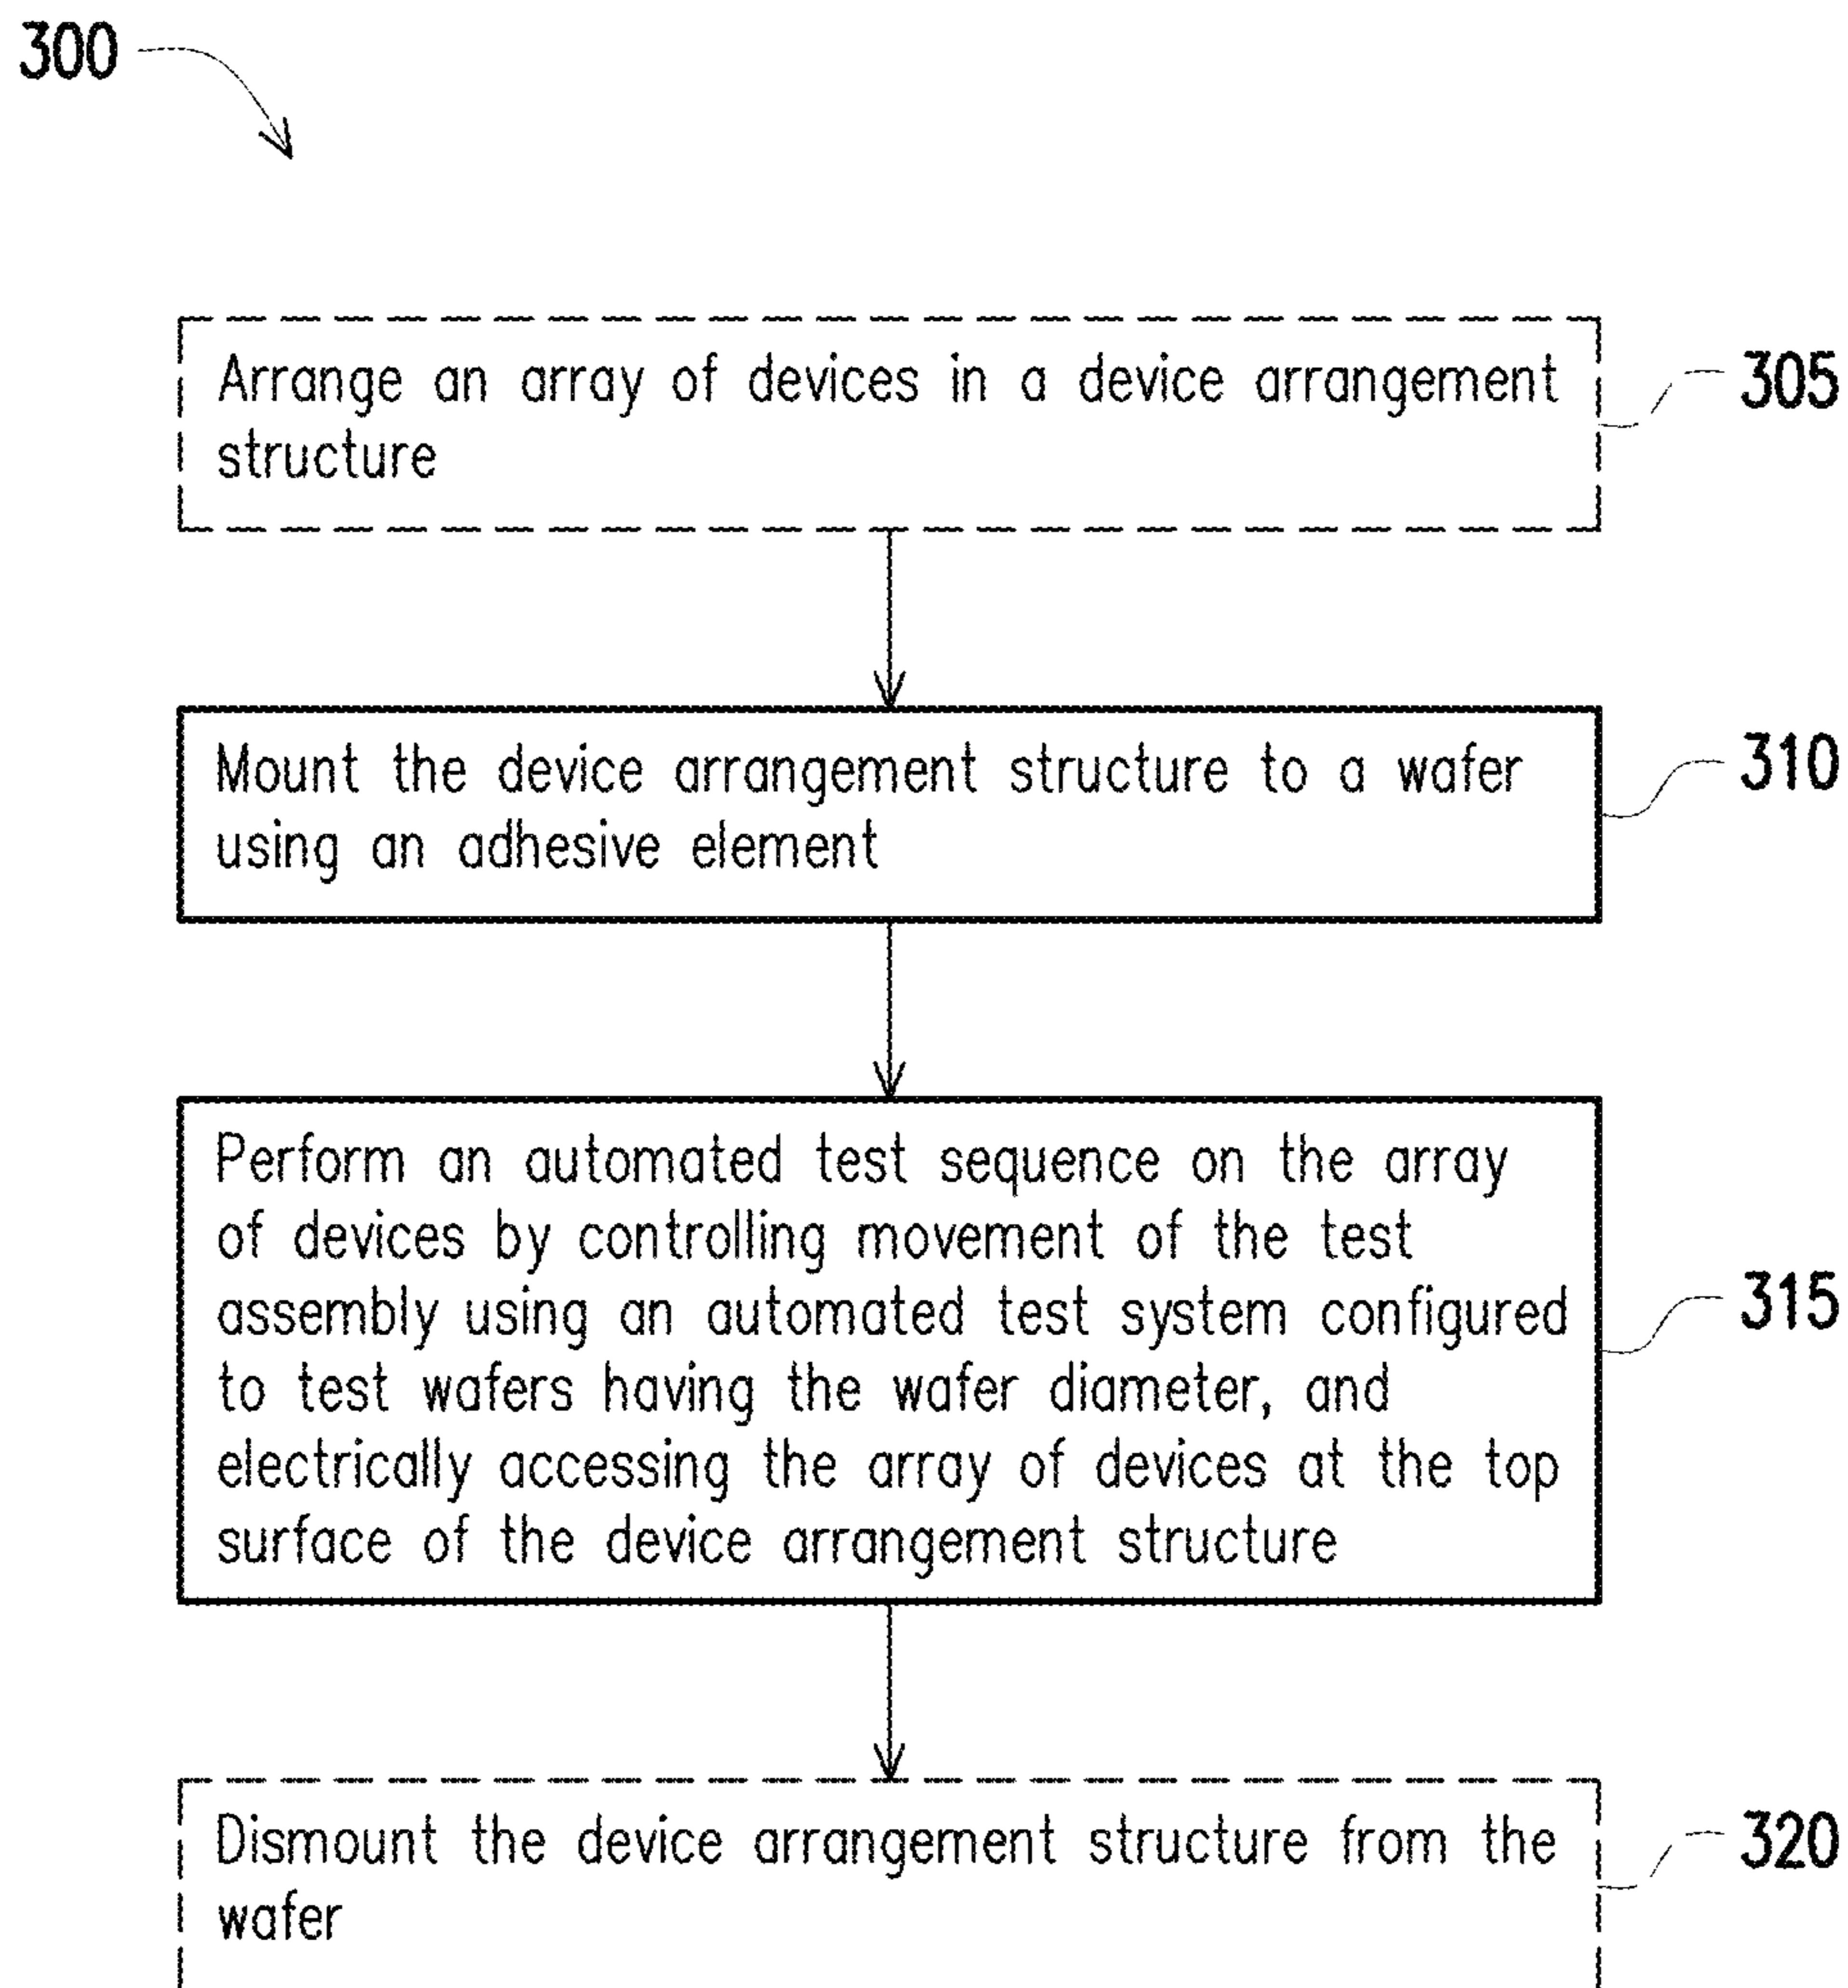 300
Arrange an array of devices in a device arrangement
structure
305
Mount the device arrangement structure to a wafer
using an adhesive element
310
Perform an automated test sequence on the array
of devices by controlling movement of the test
assembly using an automated test system configured
to test wafers having the wafer diameter, and
electrically accessing the array of devices at the top
surface of the device arrangement structure
315
Dismount the device arrangement structure from the
wafer
320